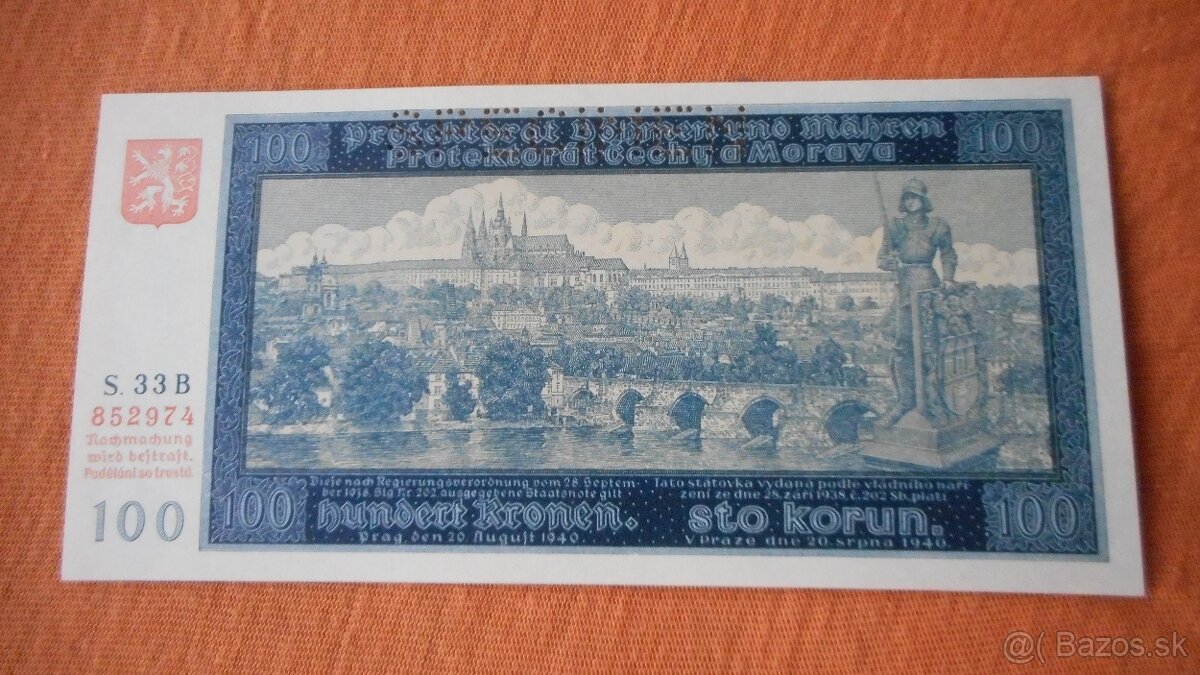 100 Protektorat Böhmen und Mähren 100
Protektorát Čechy a Morava
S. 33 B
852974
Nachmachung
wird bestraft.
Padělání se trestá.
100
Diese nach Regierungsverordnung vom 28. Septem-
ber 1938 Slg Nr 202 ausgegebene Staatsnote gilt
100 hundert Kronen.
Prag, den 20 August 1940
Tato státovka vydaná podle vládního naří
zení ze dne 28. září 1938 č. 202 Sb. platí
sto korun. 100
V Praze dne 20. srpna 1940
@( Bazos.sk